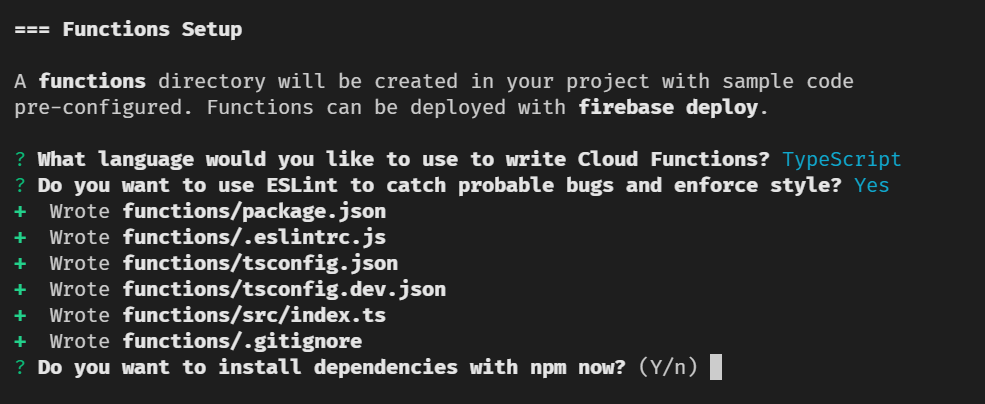 === Functions Setup
A functions directory will be created in your project with sample code
pre-configured. Functions can be deployed with firebase deploy.
? What language would you like to use to write Cloud Functions? TypeScript
? Do you want to use ESLint to catch probable bugs and enforce style? Yes
+  Wrote functions/package.json
+  Wrote functions/.eslintrc.js
+  Wrote functions/tsconfig.json
+  Wrote functions/tsconfig.dev.json
+  Wrote functions/src/index.ts
+  Wrote functions/.gitignore
? Do you want to install dependencies with npm now? (Y/n)